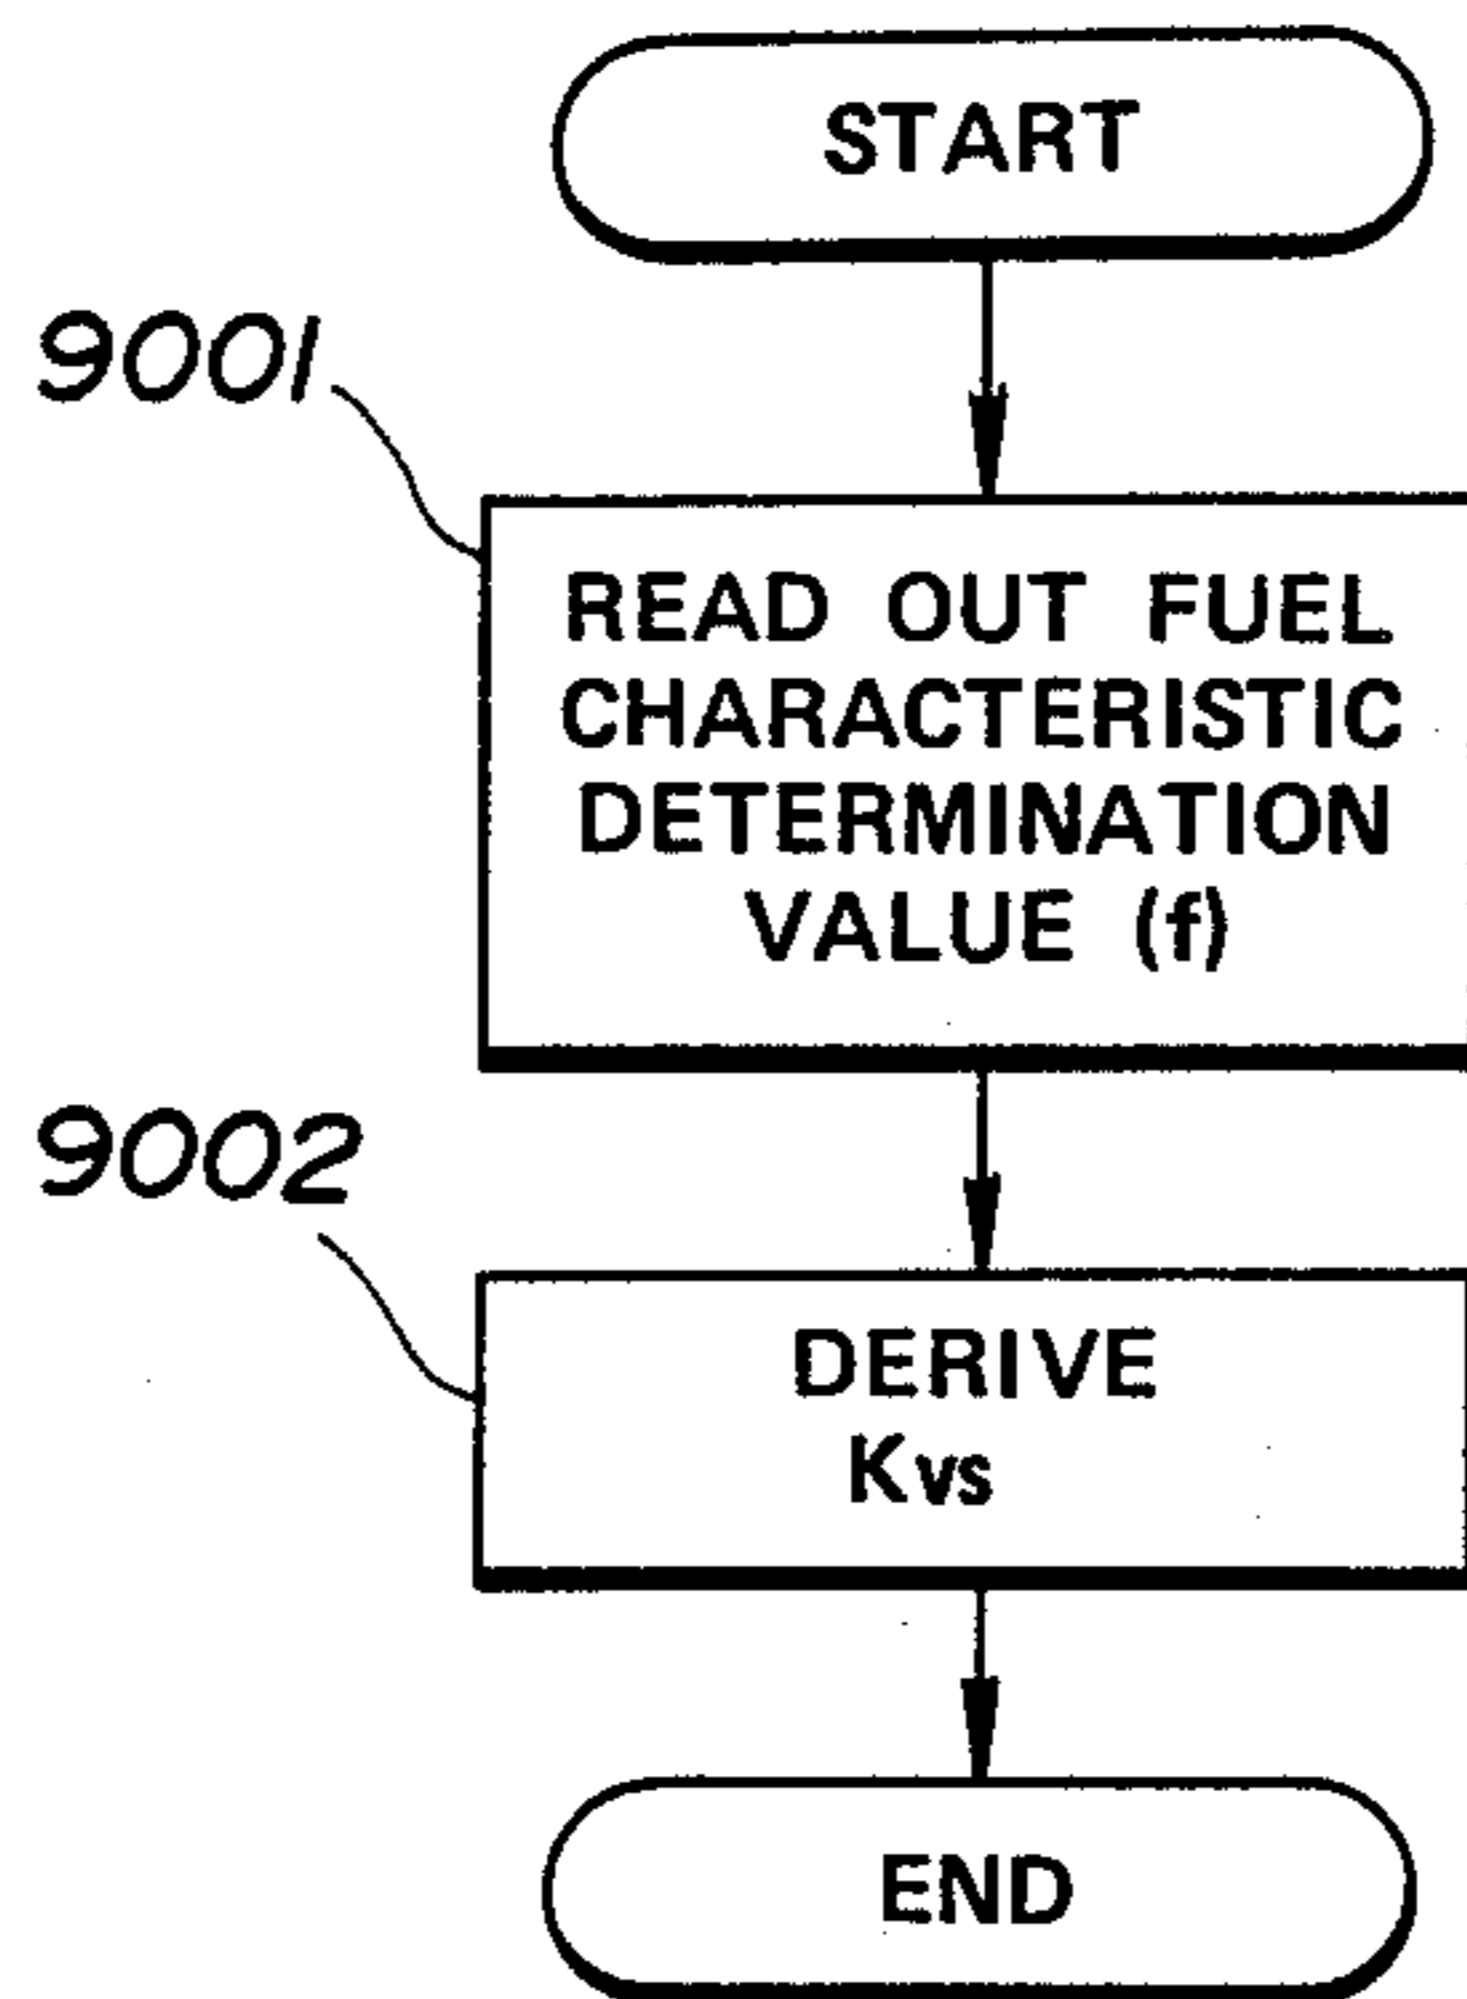 START
9001
READ OUT FUEL
CHARACTERISTIC
DETERMINATION
VALUE (f)
9002
DERIVE
Kvs
END